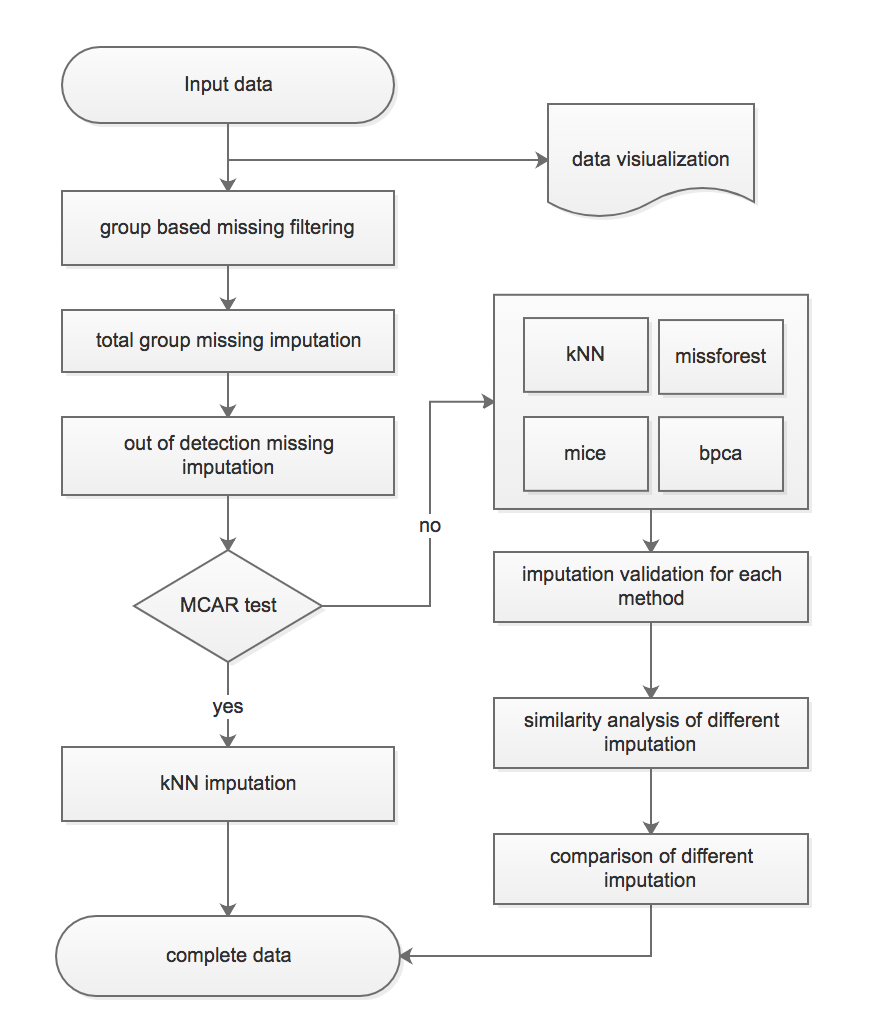 Input data
data visiualization
group based missing filtering
total group missing imputation
out of detection missing
imputation
MCAR test
no
yes
kNN imputation
complete data
kNN
missforest
mice
bpca
imputation validation for each
method
similarity analysis of different
imputation
comparison of different
imputation